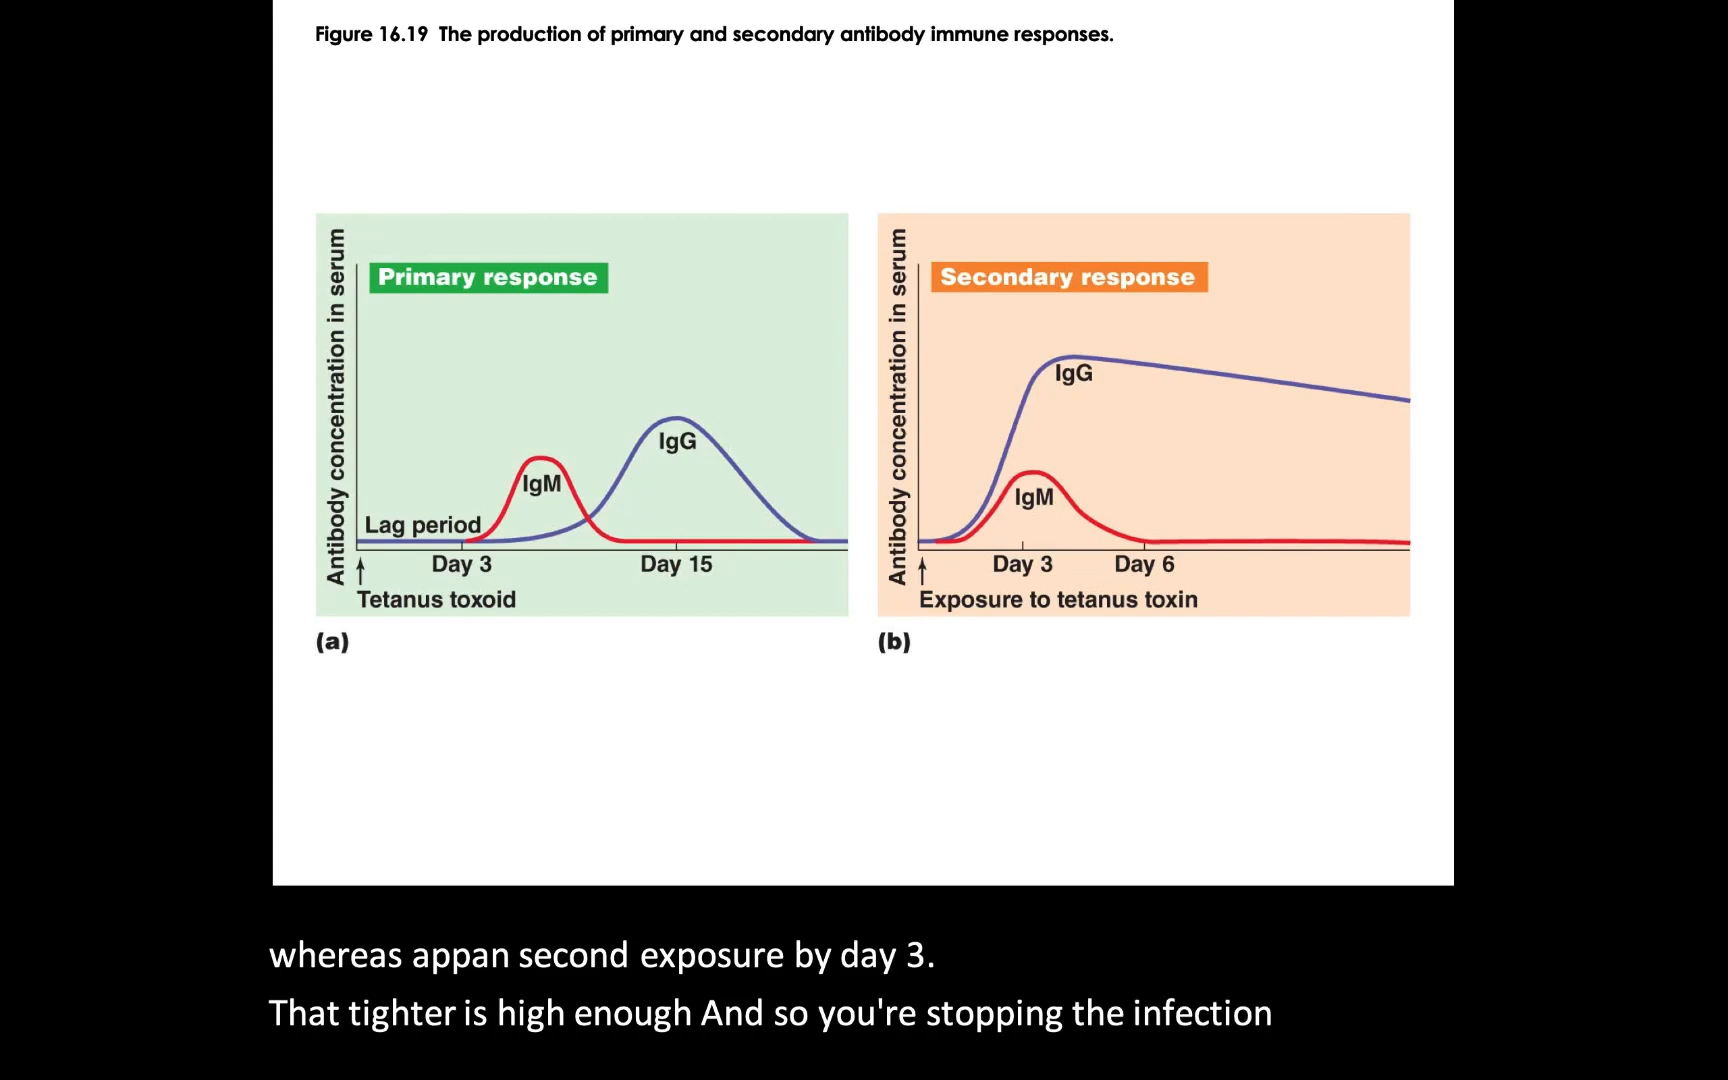 Figure 16.19 The production of primary and secondary antibody immune responses.
Antibody concentration in serum
Primary response
IgG
IgM
Lag period
Day 3
Day 15
Tetanus toxoid
(a)
Antibody concentration in serum
Secondary response
IgG
IgM
Day 3
Day 6
Exposure to tetanus toxin
(b)
whereas appan second exposure by day 3.
That tighter is high enough And so you're stopping the infection